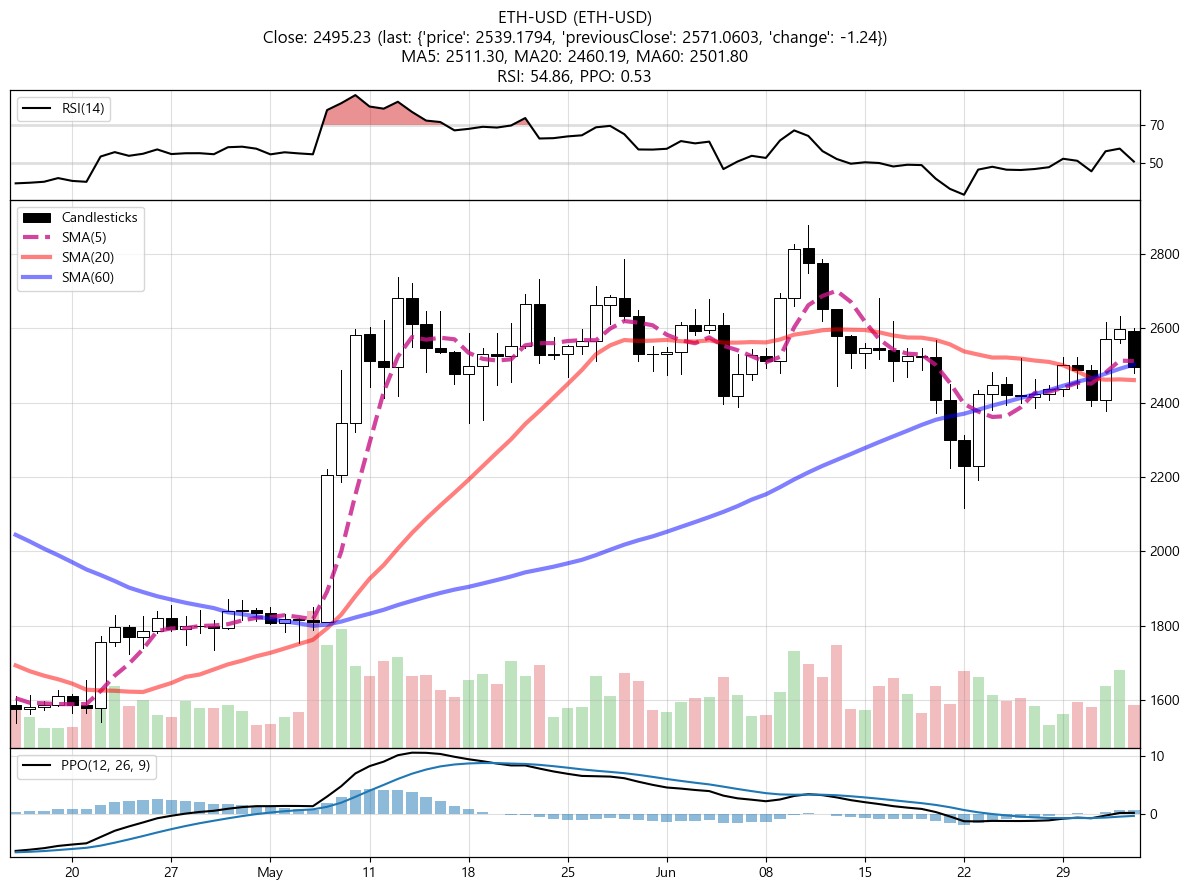 ETH-USD (ETH-USD)
Close: 2495.23 (last: {'price': 2539.1794, 'previousClose': 2571.0603, 'change': -1.24})
MA5: 2511.30, MA20: 2460.19, MA60: 2501.80
RSI: 54.86, PPO: 0.53
RSI(14)
70
50
Candlesticks
SMA(5)
SMA(20)
SMA(60)
2800
2600
2400
2200
2000
1800
1600
PPO(12, 26, 9)
10
0
20 27 May 11 18 25 Jun 08 15 22 29